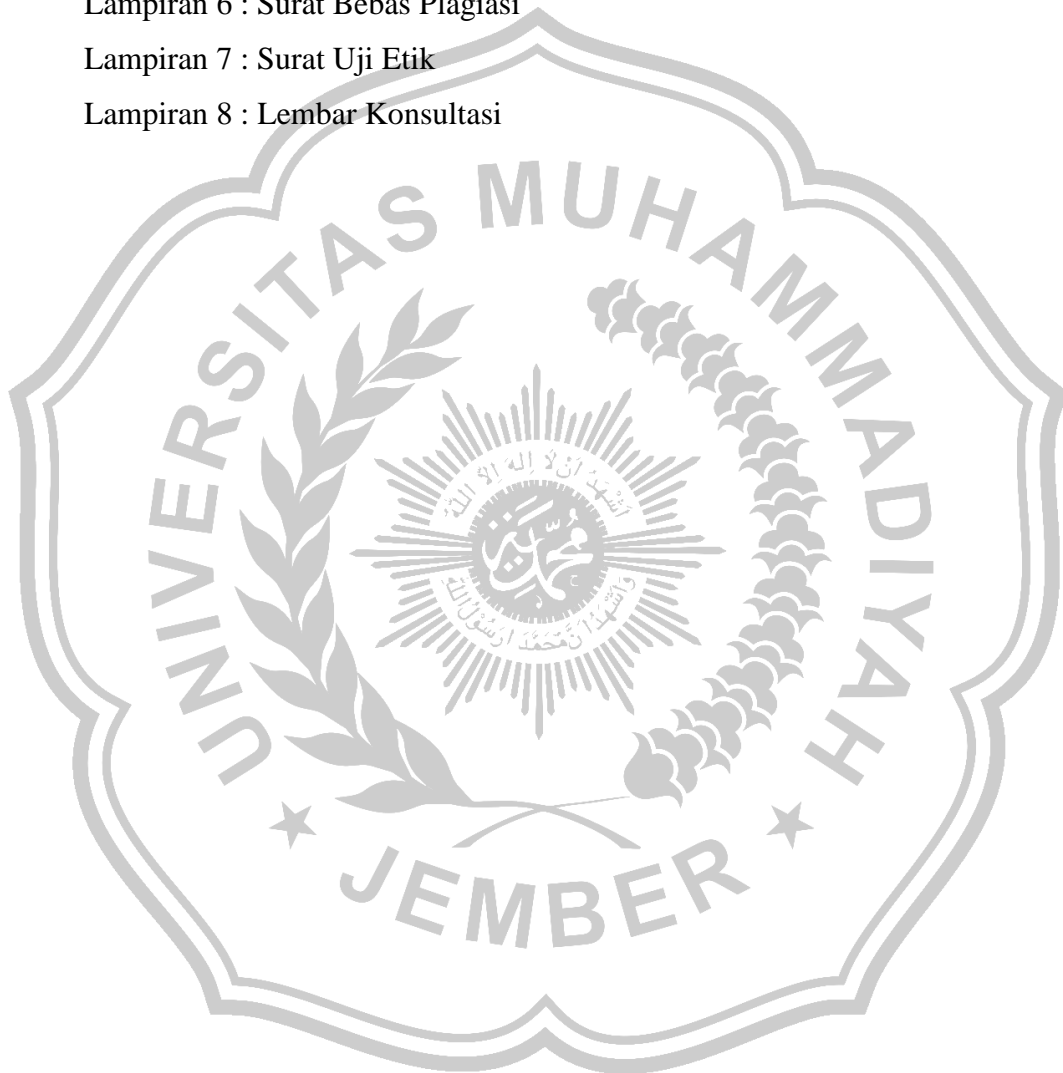 Lampiran 6 : Surat Bebas Plagiasi
Lampiran 7 : Surat Uji Etik
Lampiran 8 : Lembar Konsultasi
UNIVERSITAS MUHAMMADIYAH
JEMBER